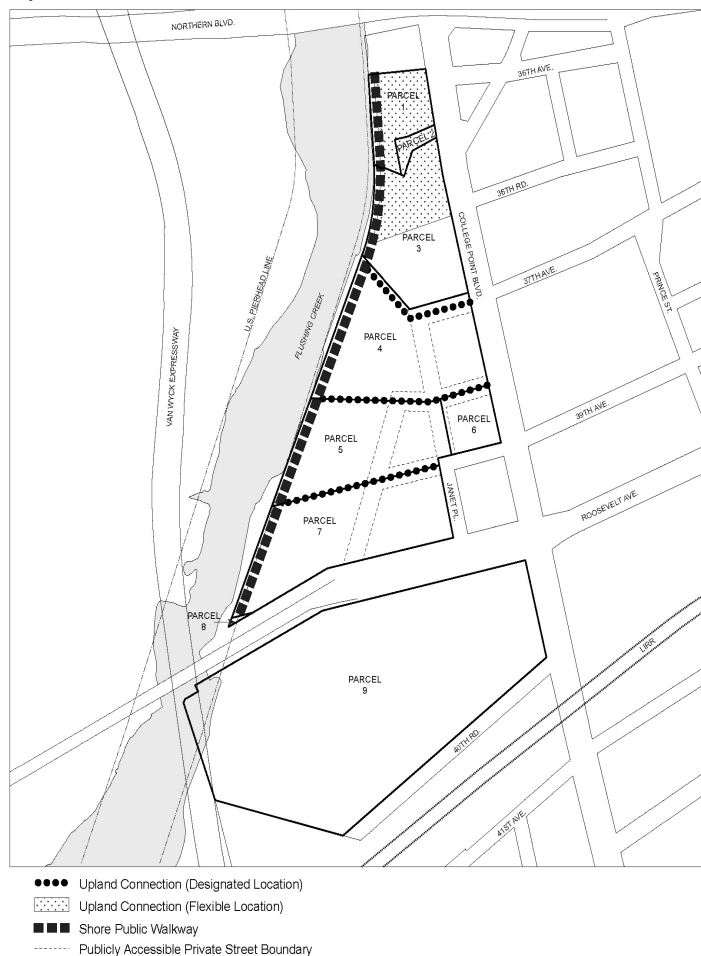 NORTHERN BLVD.
36TH AVE.
PARCEL
1
PARCEL 2
36TH RD.
COLLEGE POINT BLVD.
PARCEL
3
U.S. PIERHEAD LINE
37TH AVE.
PRINCE ST.
FLUSHING CREEK
PARCEL
4
VAN WYCK EXPRESSWAY
39TH AVE.
PARCEL
6
PARCEL
5
JANET PL.
ROOSEVELT AVE.
PARCEL
7
PARCEL
8
LIRR
PARCEL
9
40TH RD.
41ST AVE.
Upland Connection (Designated Location)
Upland Connection (Flexible Location)
Shore Public Walkway
Publicly Accessible Private Street Boundary